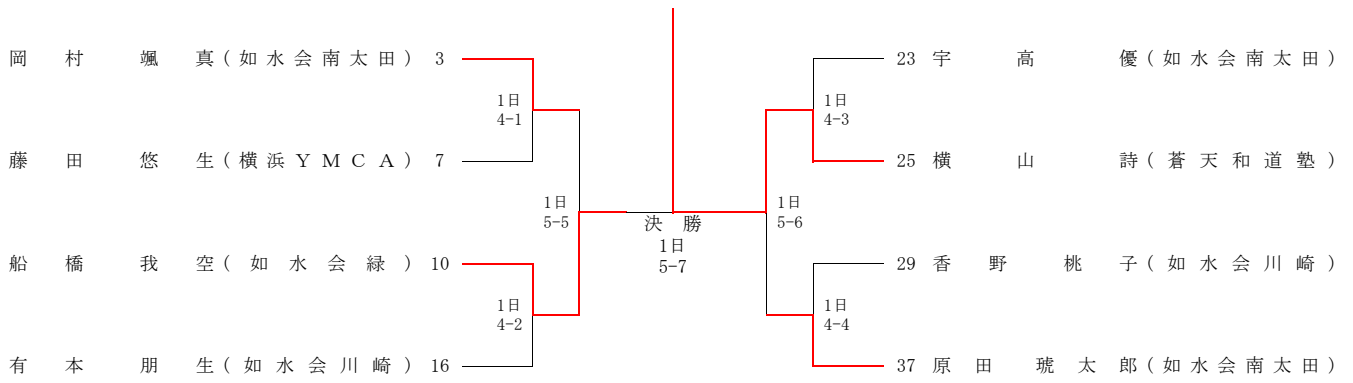 岡村颯真(如水会南太田) 3
1日
4-1
藤田悠生(横浜YMCA) 7
1日
5-5
船橋我空(如水会緑) 10
1日
4-2
有本朋生(如水会川崎) 16
決勝
1日
5-7
23 宇高優(如水会南太田)
1日
4-3
25 横山詩(蒼天和道塾)
1日
5-6
29 香野桃子(如水会川崎)
1日
4-4
37 原田琥太郎(如水会南太田)